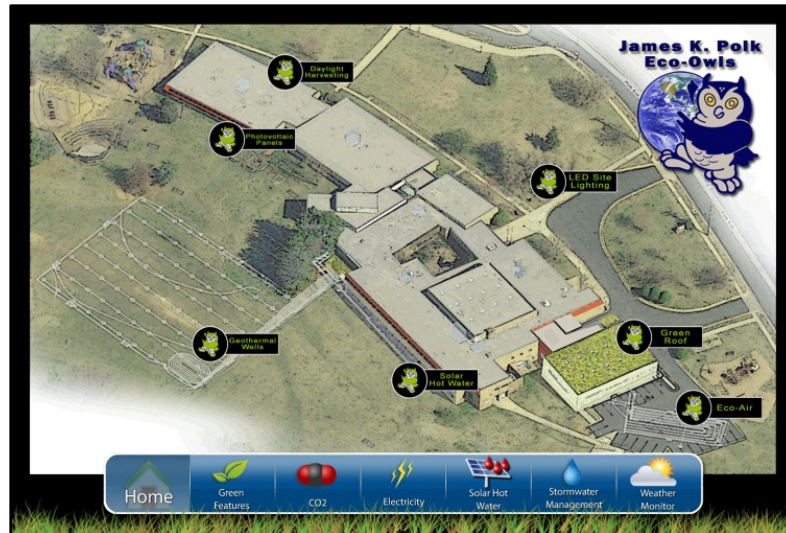 James K. Polk
Eco-Owls
Daylight
Harvesting
Photovoltaic
Panels
LED Site
Lighting
Geothermal
Wells
Green
Roof
Solar
Hot Water
Eco-Air
Home
Green
Features
CO2
Electricity
Solar Hot
Water
Stormwater
Management
Weather
Monitor